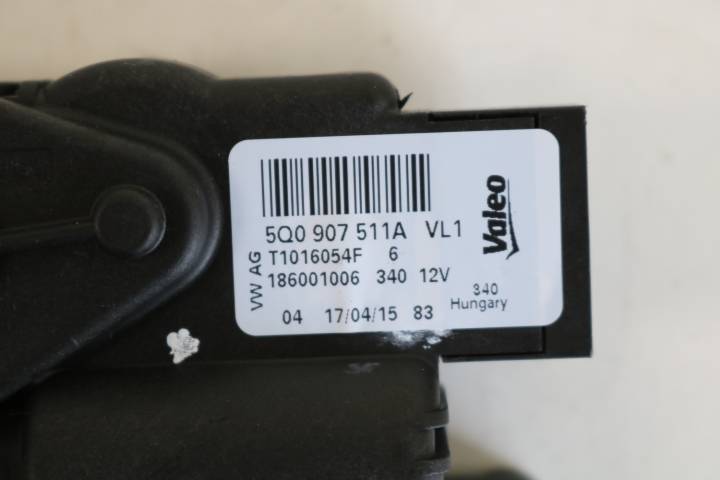 5Q0 907 511A VL1
T1016054F 6
186001006 340 12V
04 17/04/15 83
VW AG
Valeo
340
Hungary